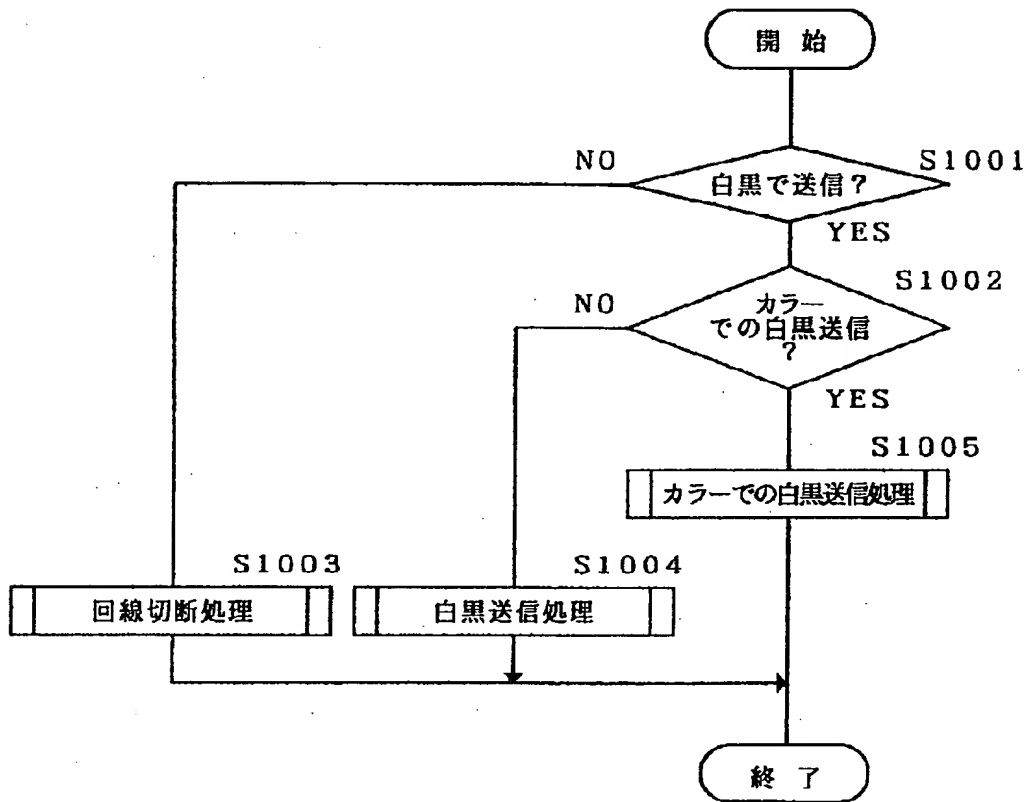 開始
NO
白黒で送信?
S1001
YES
S1002
NO
カラー
での白黒送信
?
YES
S1005
カラーでの白黒送信処理
S1003
S1004
回線切断処理
白黒送信処理
終了